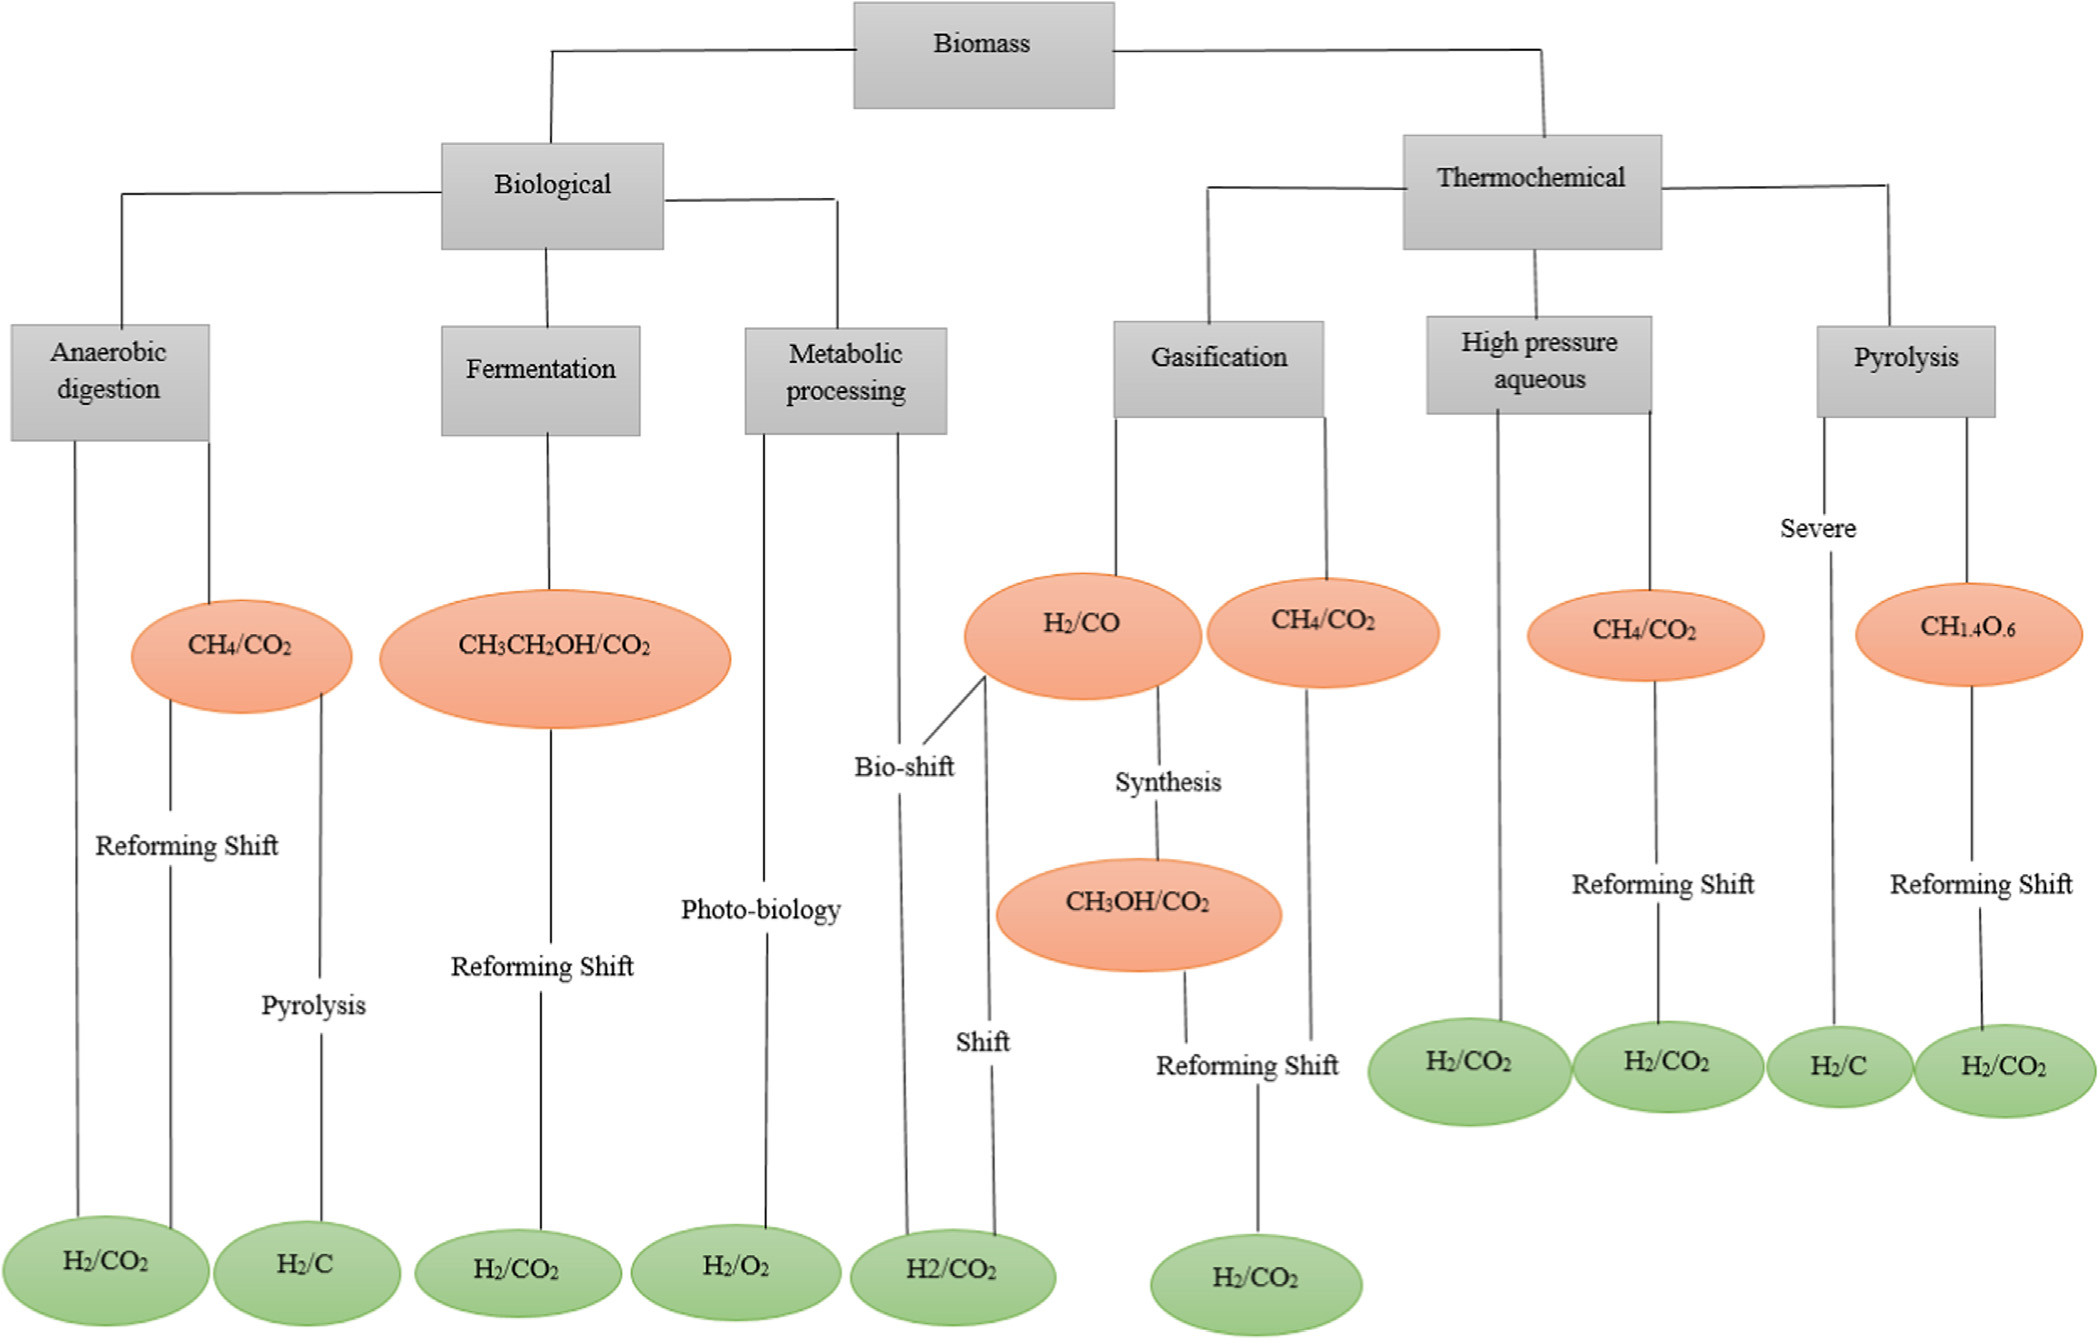 Biomass
Biological
Thermochemical
Anaerobic
digestion
Fermentation
Metabolic
processing
Gasification
High pressure
aqueous
Pyrolysis
Severe
CH₄/CO₂
CH₃CH₂OH/CO₂
H₂/CO
CH₄/CO₂
CH₄/CO₂
CH₁.₄O.₆
Bio-shift
Synthesis
Reforming Shift
Photo-biology
CH₃OH/CO₂
Reforming Shift
Reforming Shift
Reforming Shift
Pyrolysis
Shift
Reforming Shift
H₂/CO₂
H₂/CO₂
H₂/C
H₂/CO₂
H₂/CO₂
H₂/C
H₂/CO₂
H₂/O₂
H2/CO₂
H₂/CO₂